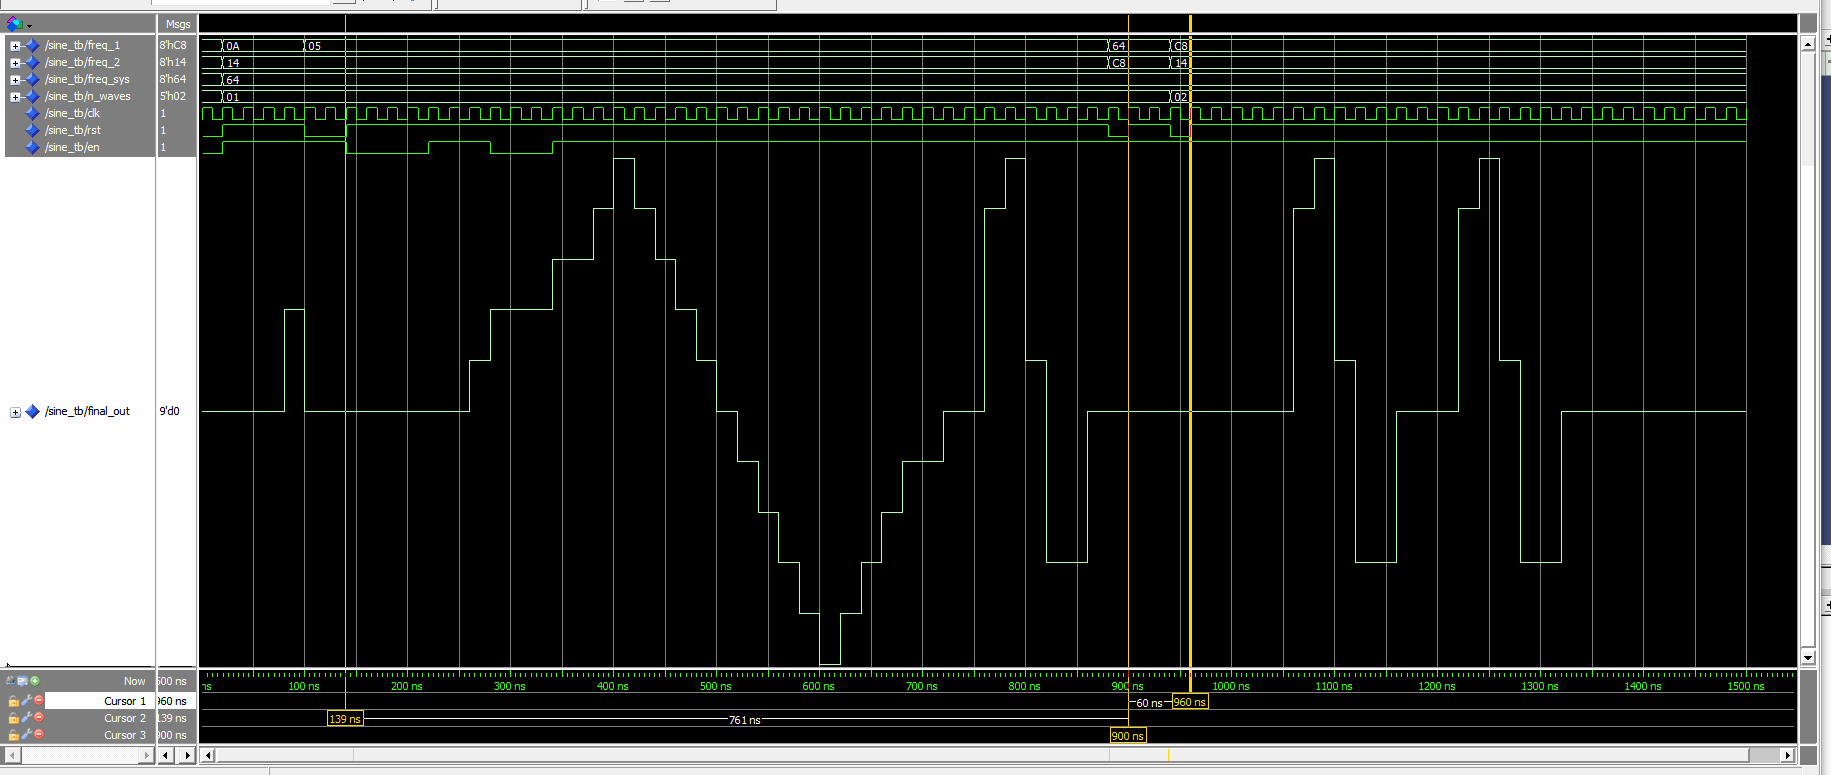 Msgs
/sine_tb/freq_1 8'hC8 0A 05 64 C8
/sine_tb/freq_2 8'h14 14 C8 14
/sine_tb/freq_sys 8'h64 64
/sine_tb/n_waves 5'h02 01 02
/sine_tb/clk 1
/sine_tb/rst 1
/sine_tb/en 1
/sine_tb/final_out 9'd0
Now 500 ns ns 100 ns 200 ns 300 ns 400 ns 500 ns 600 ns 700 ns 800 ns 900 ns 1000 ns 1100 ns 1200 ns 1300 ns 1400 ns 1500 ns
Cursor 1 960 ns 60 ns 960 ns
Cursor 2 139 ns 139 ns 761 ns
Cursor 3 900 ns 900 ns